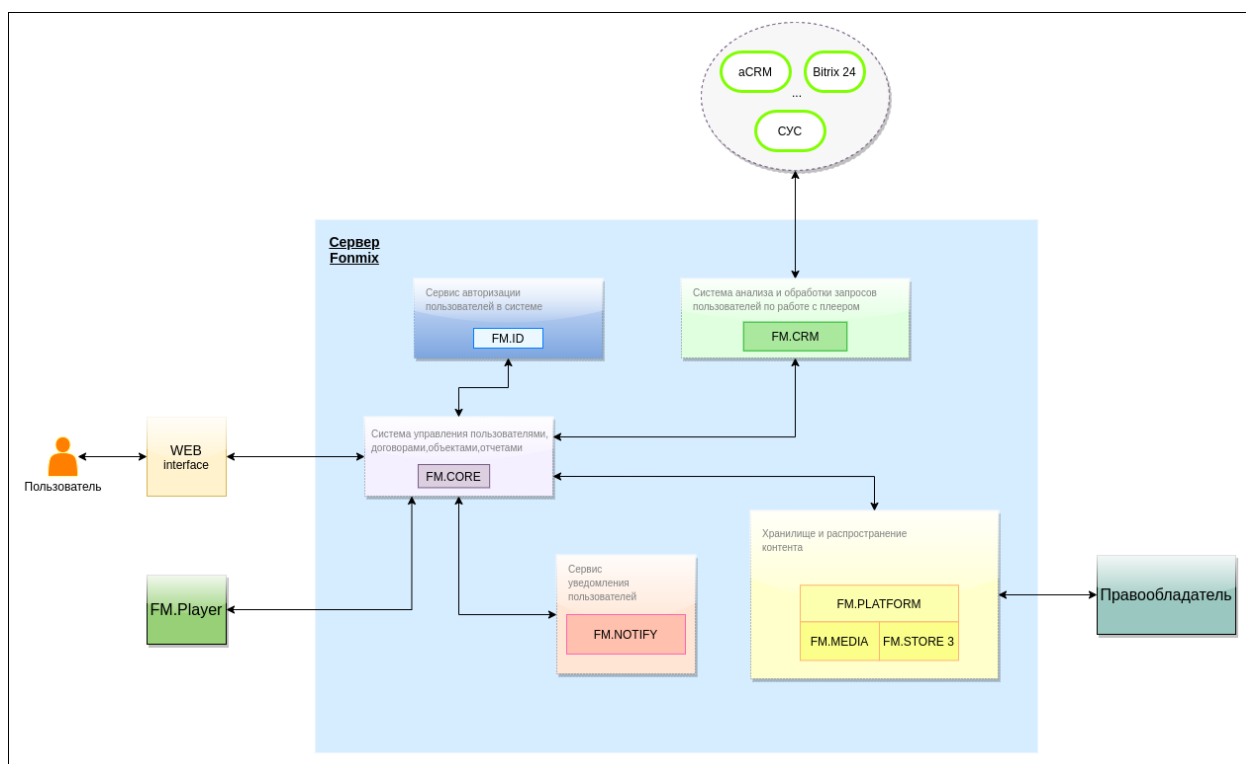 aCRM
Bitrix 24
...
СУС
Сервер
Fonmix
Сервис авторизации
пользователей в системе
FM.ID
Система анализа и обработки запросов
пользователей по работе с плеером
FM.CRM
Система управления пользователями,
договорами,объектами,отчетами
FM.CORE
WEB
interface
Пользователь
FM.Player
Сервис
уведомления
пользователей
FM.NOTIFY
Хранилище и распространение
контента
FM.PLATFORM
FM.MEDIA
FM.STORE 3
Правообладатель